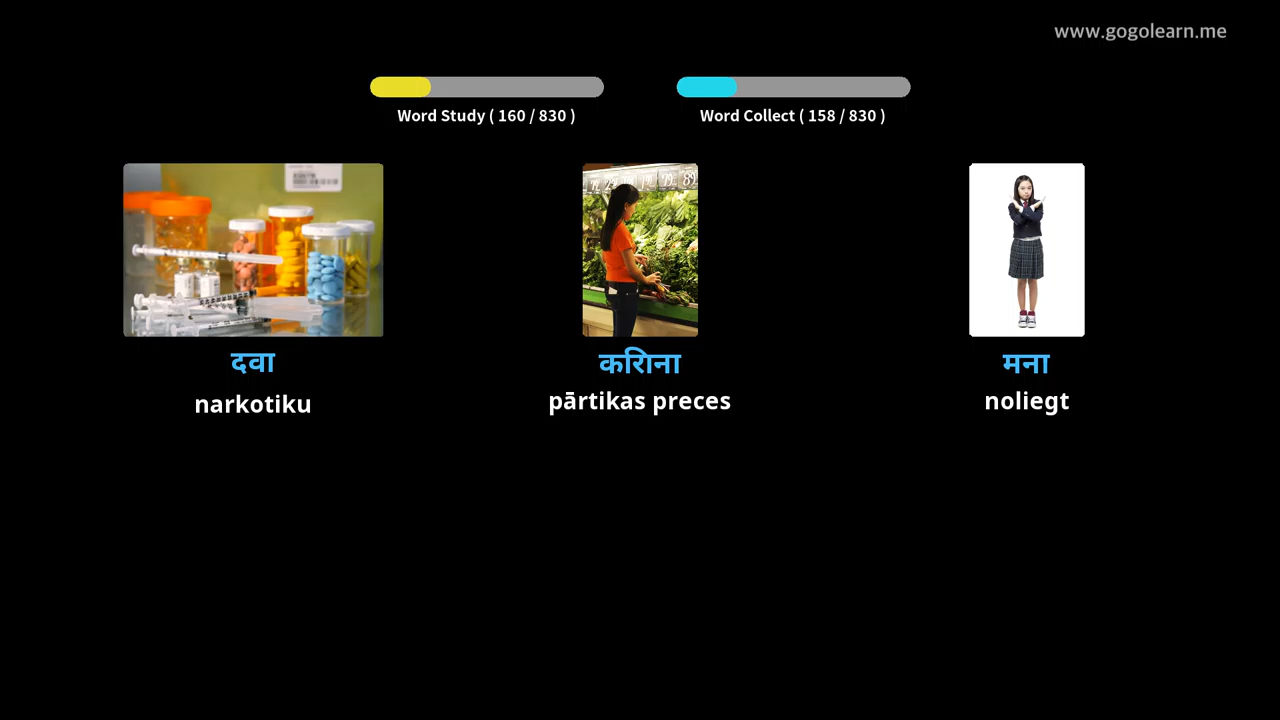 www.gogolearn.me
Word Study ( 160 / 830 )
Word Collect ( 158 / 830 )
दवा
करिाना
मना
narkotiku
pārtikas preces
noliegt